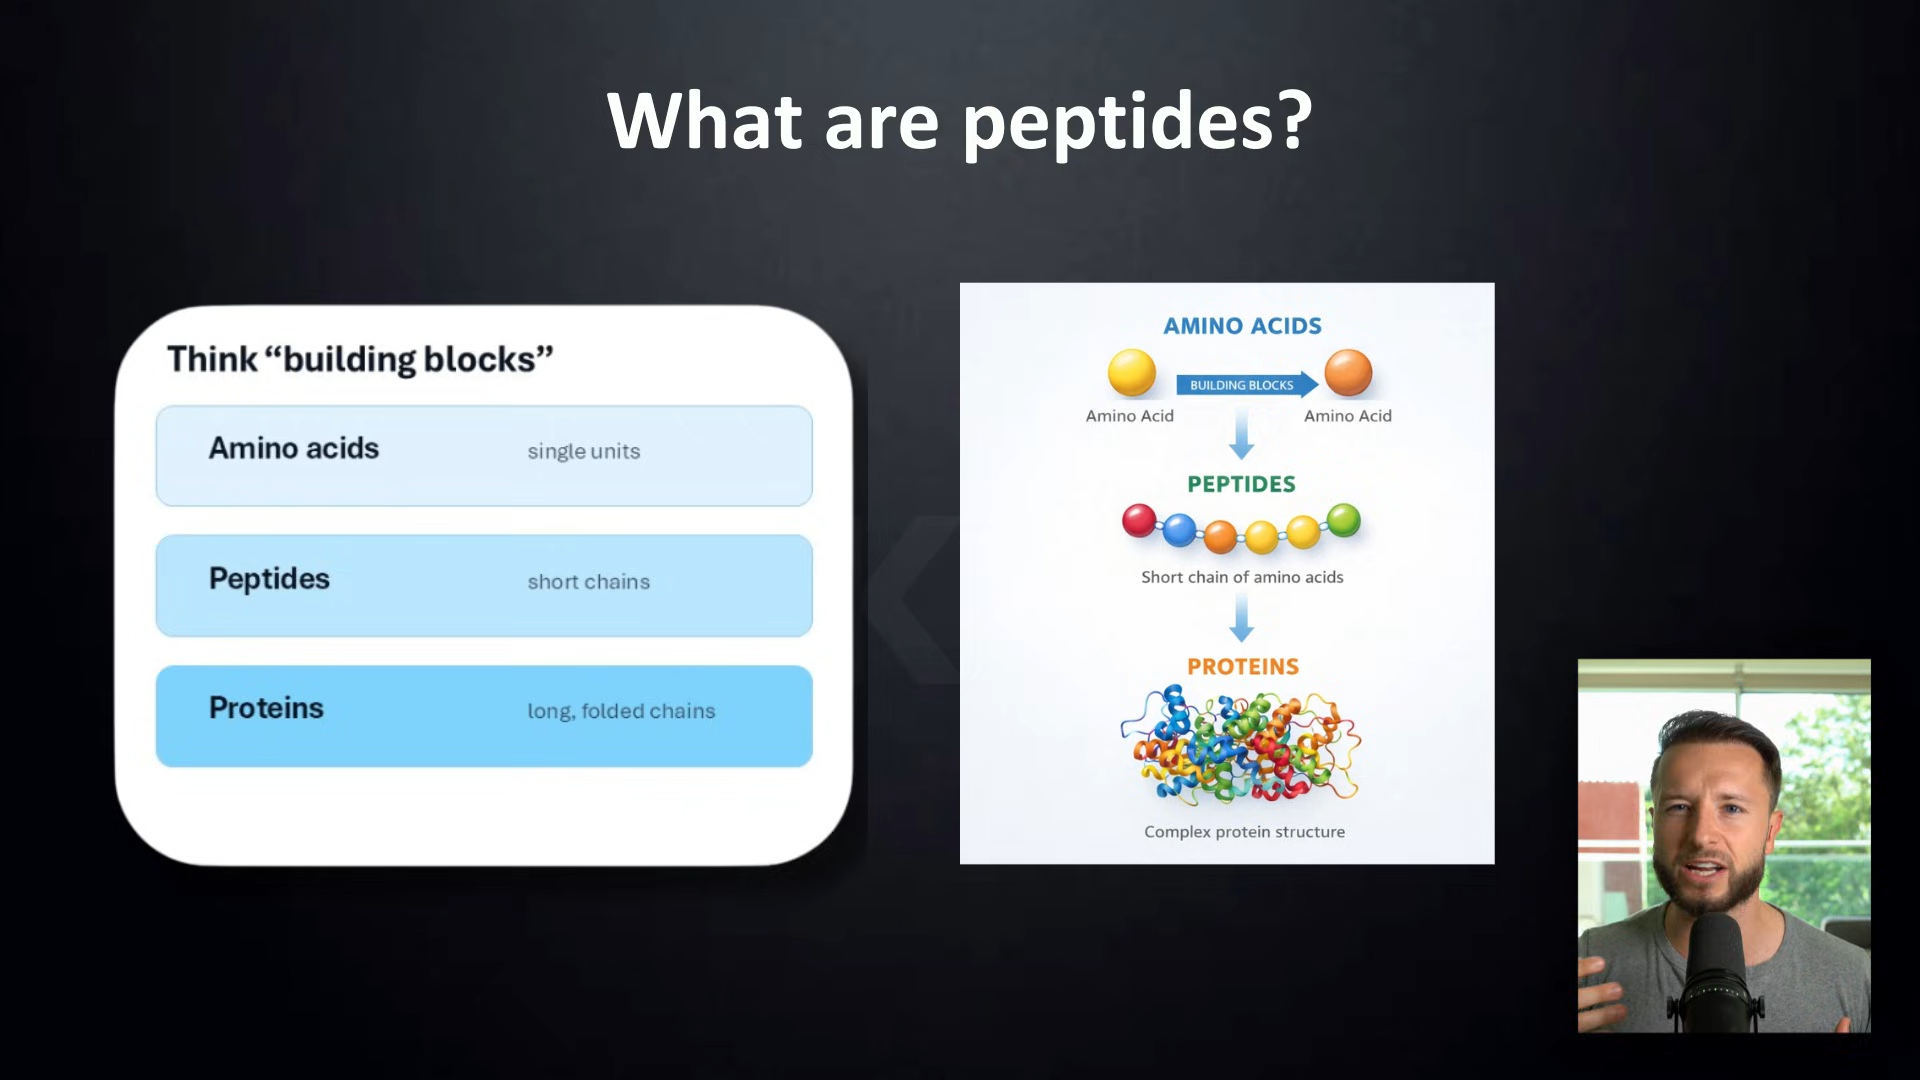 What are peptides?
Think “building blocks”
Amino acids single units
Peptides short chains
Proteins long, folded chains
AMINO ACIDS
BUILDING BLOCKS
Amino Acid Amino Acid
PEPTIDES
Short chain of amino acids
PROTEINS
Complex protein structure